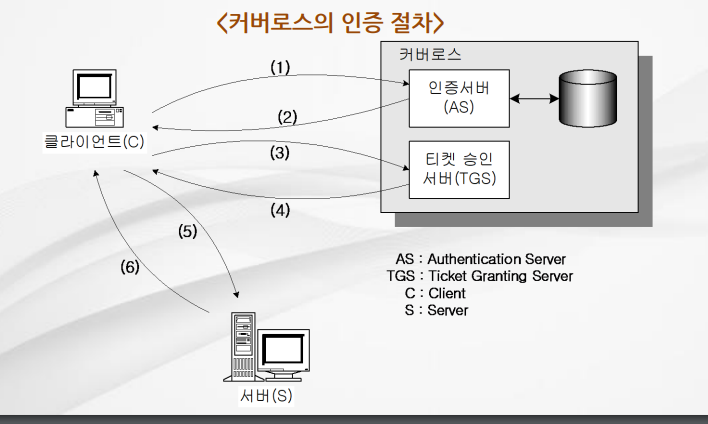 <커버로스의 인증 절차>
커버로스
(1)
인증서버
(AS)
(2)
클라이언트(C)
(3)
티켓 승인
서버(TGS)
(4)
(5)
(6)
AS : Authentication Server
TGS : Ticket Granting Server
C : Client
S : Server
서버(S)